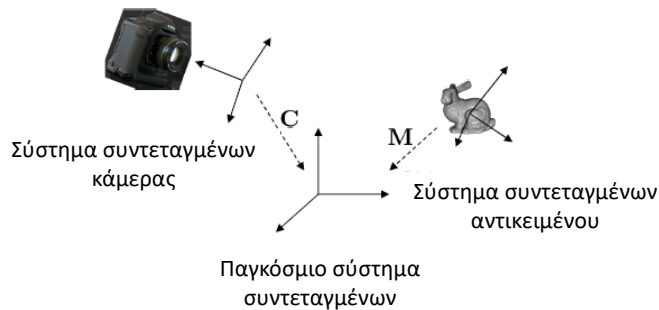 C
M
Σύστημα συντεταγμένων
κάμερας
Σύστημα συντεταγμένων
αντικειμένου
Παγκόσμιο σύστημα
συντεταγμένων